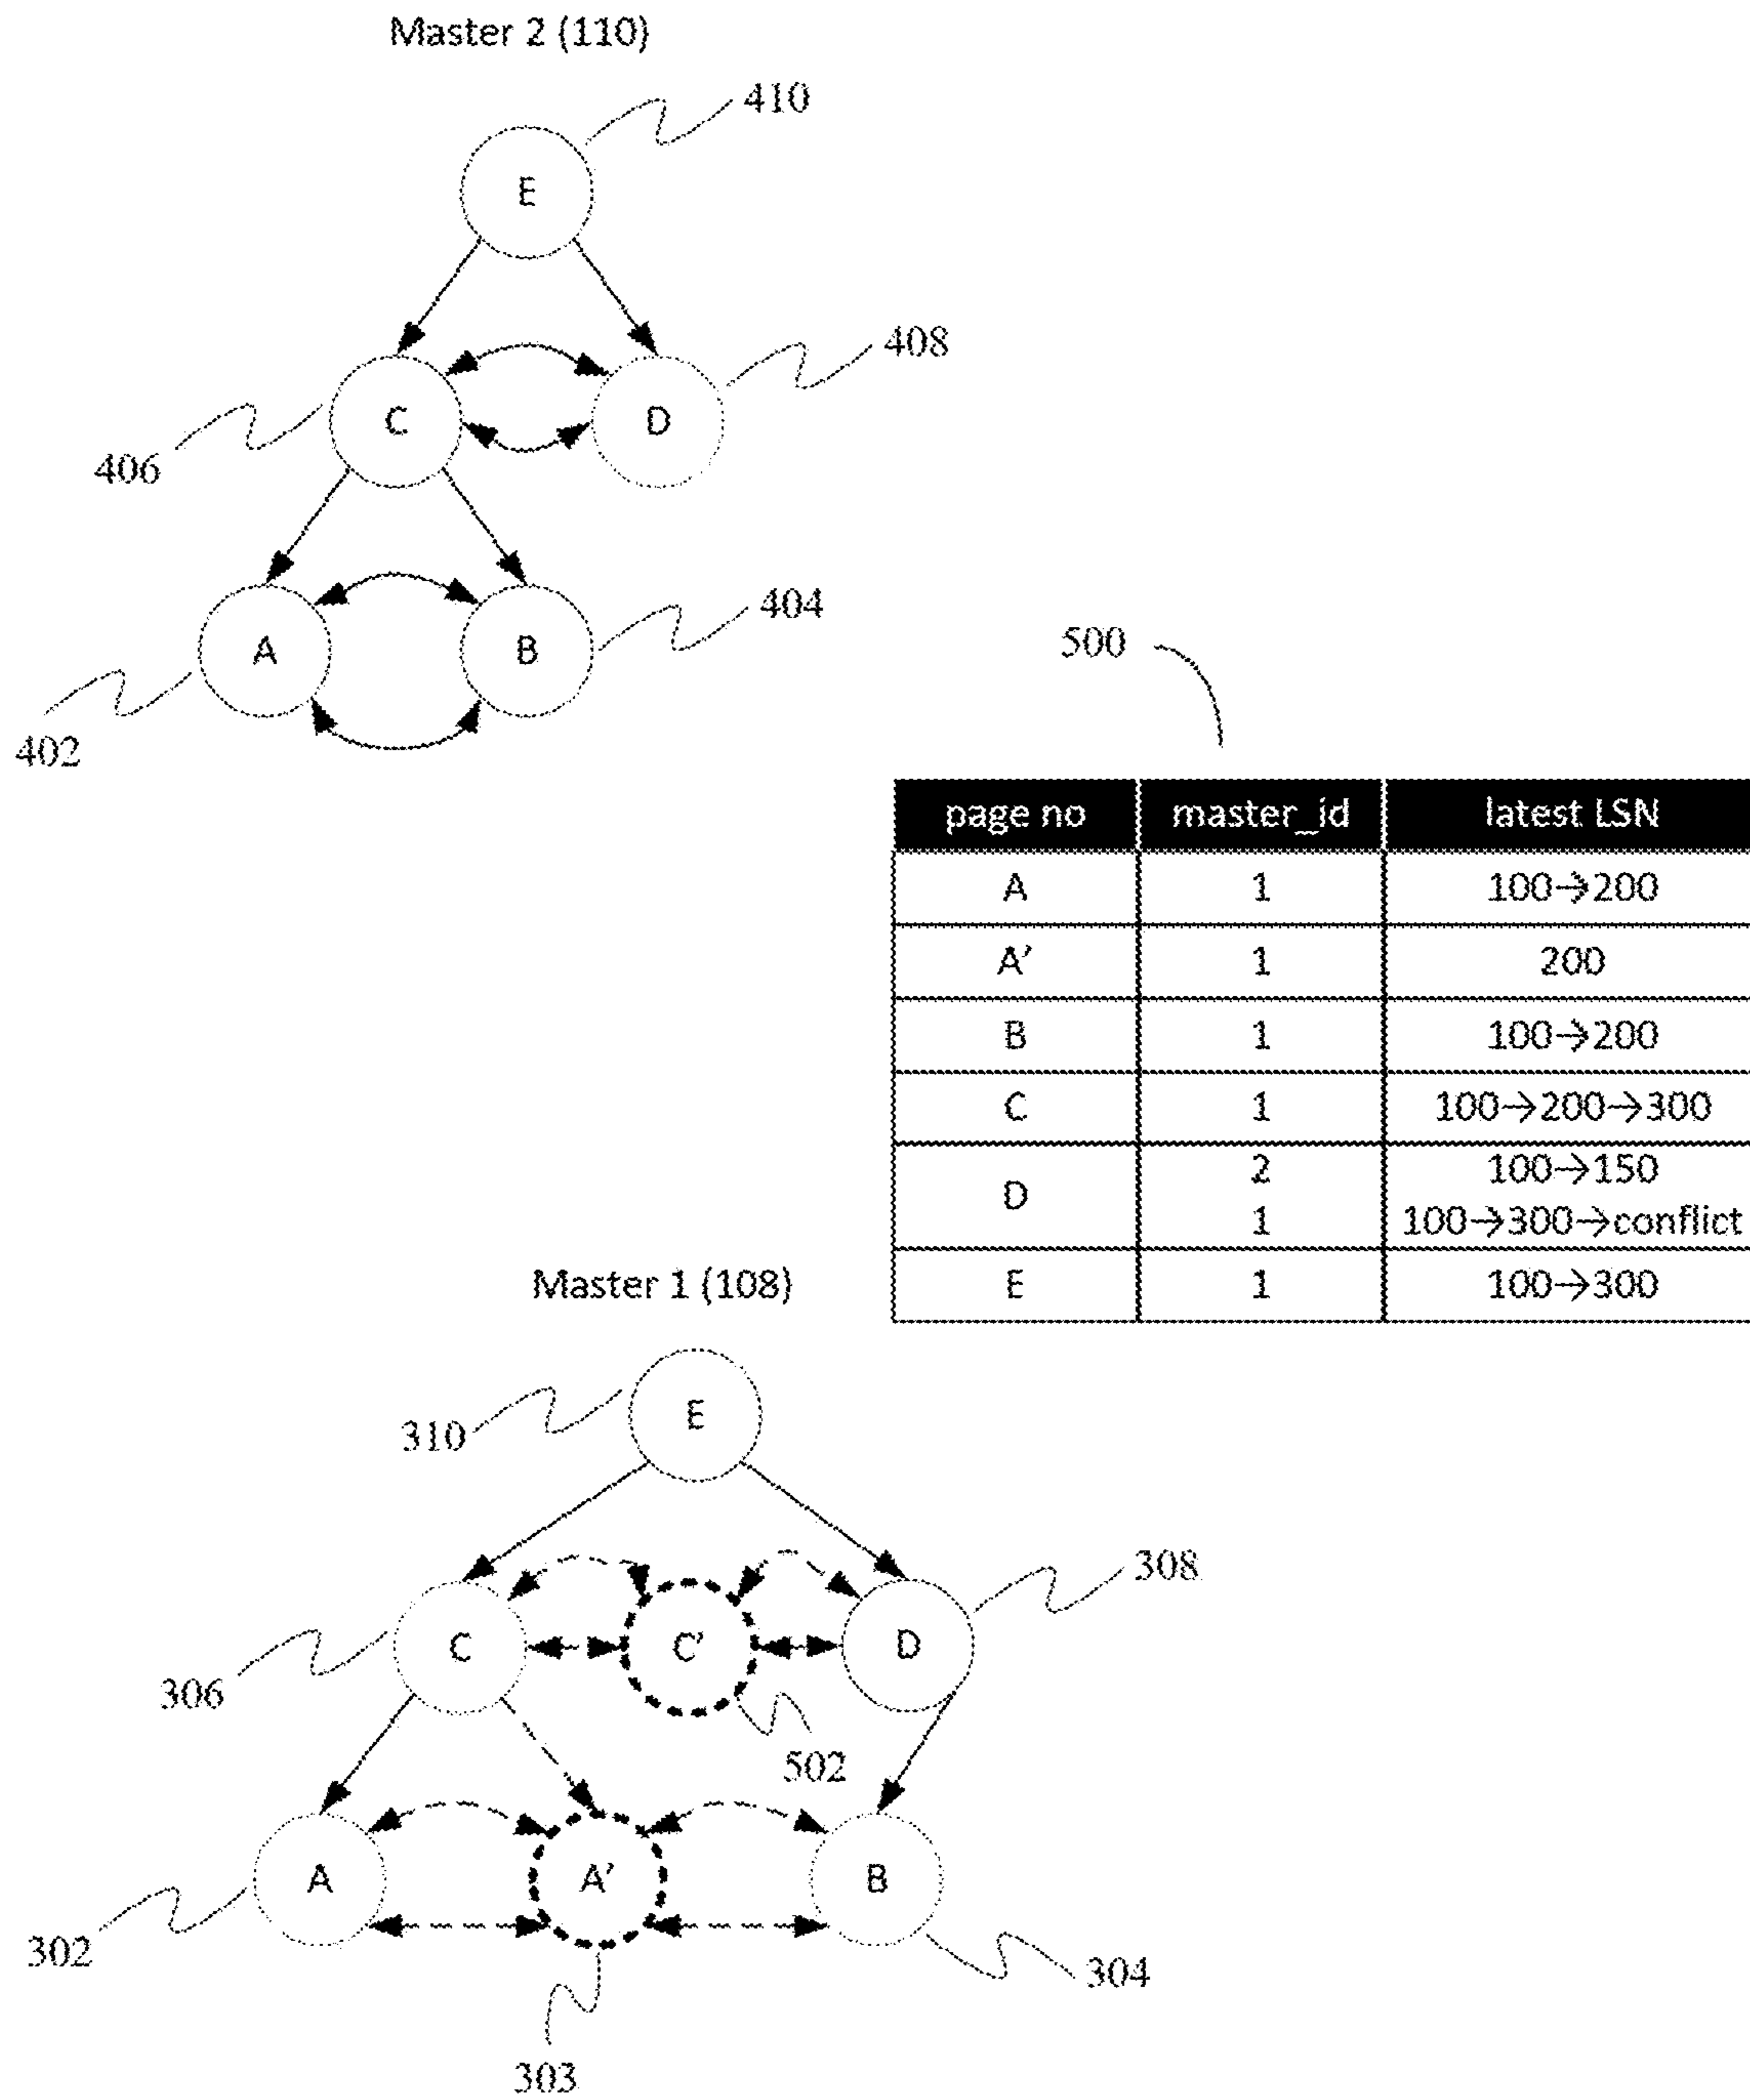 Master 2 (110)
410
E
408
C
D
406
404
A
B
402
500
page no master_id latest LSN
A 1 100→200
A′ 1 200
B 1 100→200
C 1 100→200→300
D 2 100→150
1 100→300→conflict
E 1 100→300
Master 1 (108)
E
310
308
C
C′
D
306
502
A
A′
B
302
304
303